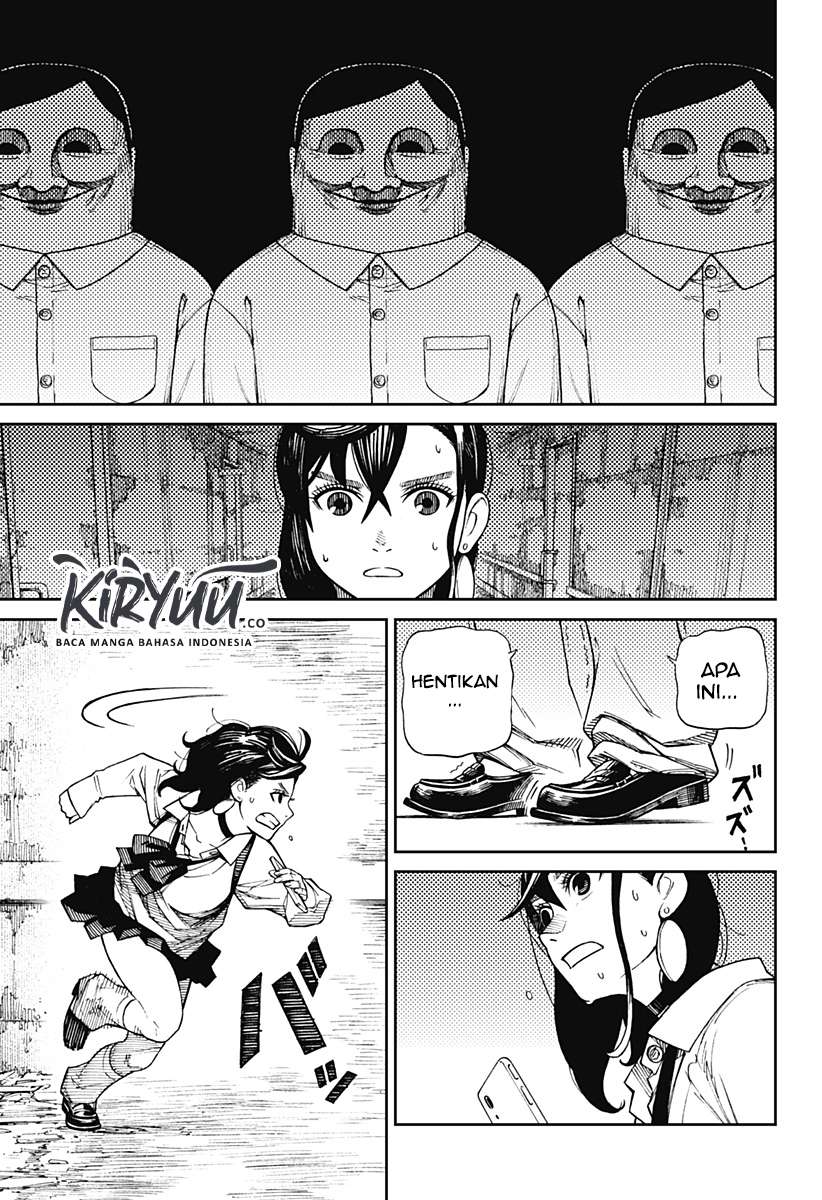 KIRYUU.CO
BACA MANGA BAHASA INDONESIA
APA
INI...
HENTIKAN
...
ズズ!
バッ